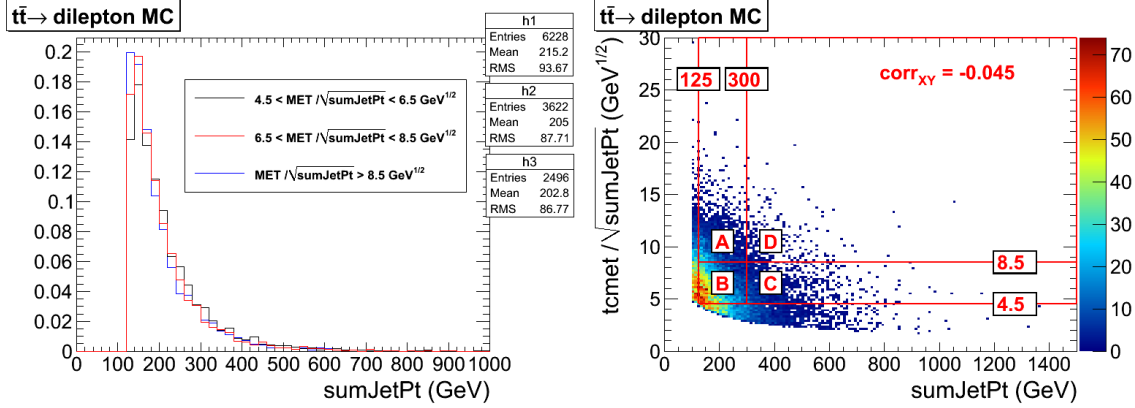 tt̄→ dilepton MC
0.2
0.18
0.16
0.14
0.12
0.1
0.08
0.06
0.04
0.02
0
0 100 200 300 400 500 600 700 800 900 1000
sumJetPt (GeV)
4.5 < MET /√sumJetPt < 6.5 GeV^1/2
6.5 < MET /√sumJetPt < 8.5 GeV^1/2
MET /√sumJetPt > 8.5 GeV^1/2
h1
Entries 6228
Mean 215.2
RMS 93.67
h2
Entries 3622
Mean 205
RMS 87.71
h3
Entries 2496
Mean 202.8
RMS 86.77
tt̄→ dilepton MC
tcmet /√sumJetPt (GeV^1/2)
30
25
20
15
10
5
0
125 300
corr_XY = -0.045
A D
B C
8.5
4.5
0 200 400 600 800 1000 1200 1400
sumJetPt (GeV)
70
60
50
40
30
20
10
0